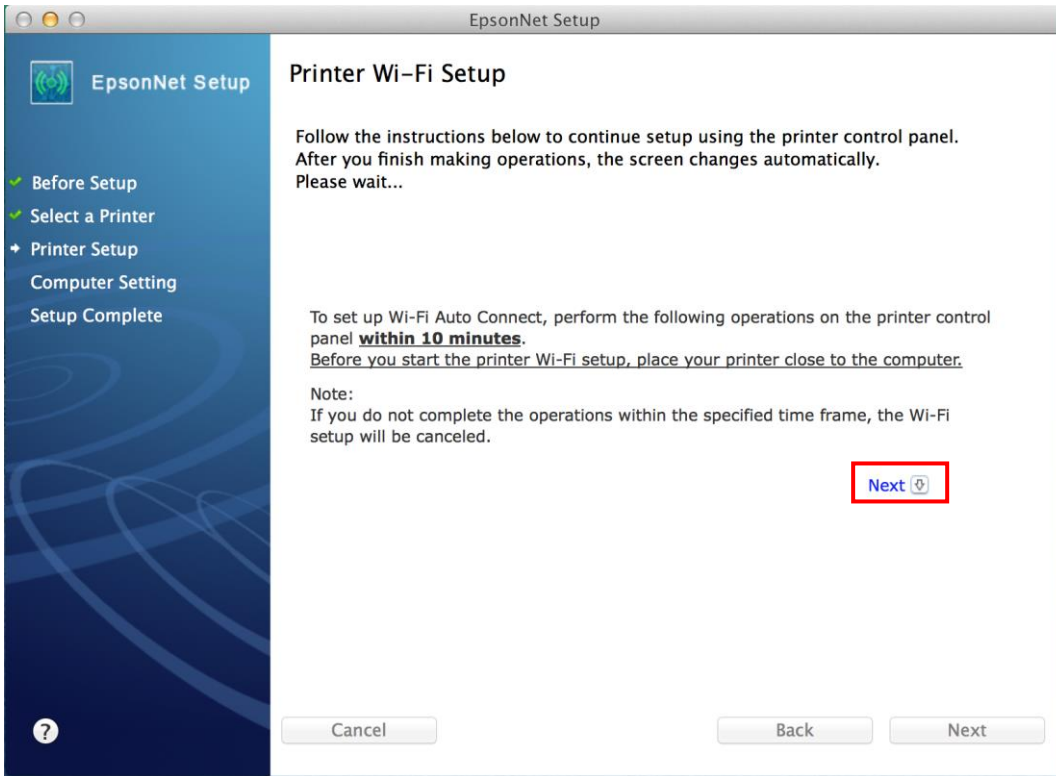 EpsonNet Setup
EpsonNet Setup
Before Setup
Select a Printer
Printer Setup
Computer Setting
Setup Complete
?
Printer Wi-Fi Setup
Follow the instructions below to continue setup using the printer control panel.
After you finish making operations, the screen changes automatically.
Please wait...
To set up Wi-Fi Auto Connect, perform the following operations on the printer control
panel within 10 minutes.
Before you start the printer Wi-Fi setup, place your printer close to the computer.
Note:
If you do not complete the operations within the specified time frame, the Wi-Fi
setup will be canceled.
Next
Cancel
Back
Next